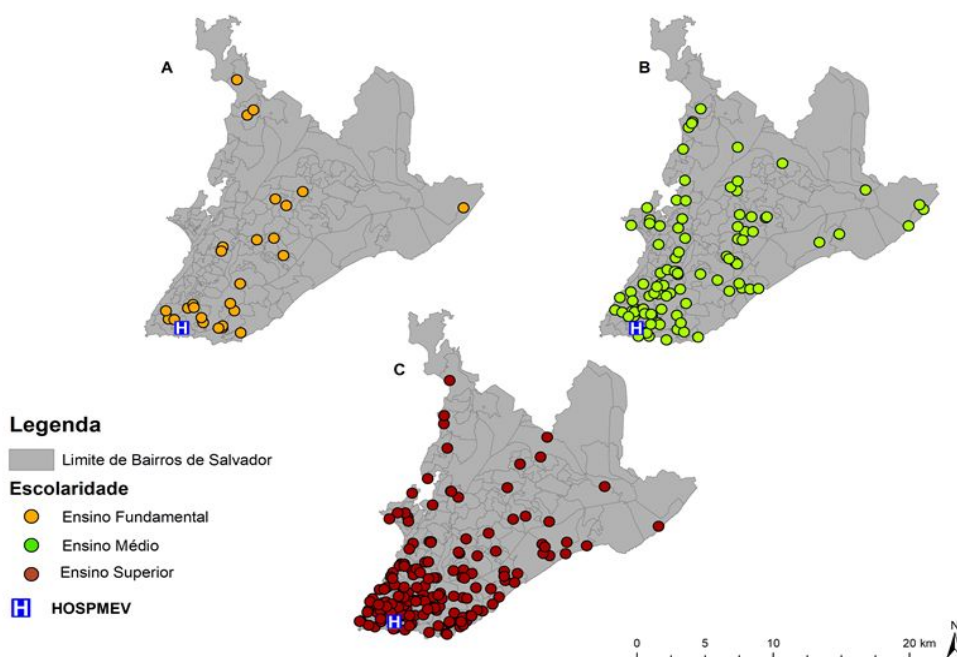 A
B
H
H
C
Legenda
Limite de Bairros de Salvador
Escolaridade
Ensino Fundamental
Ensino Médio
Ensino Superior
H HOSPMEV
H
N
0 5 10 20 km